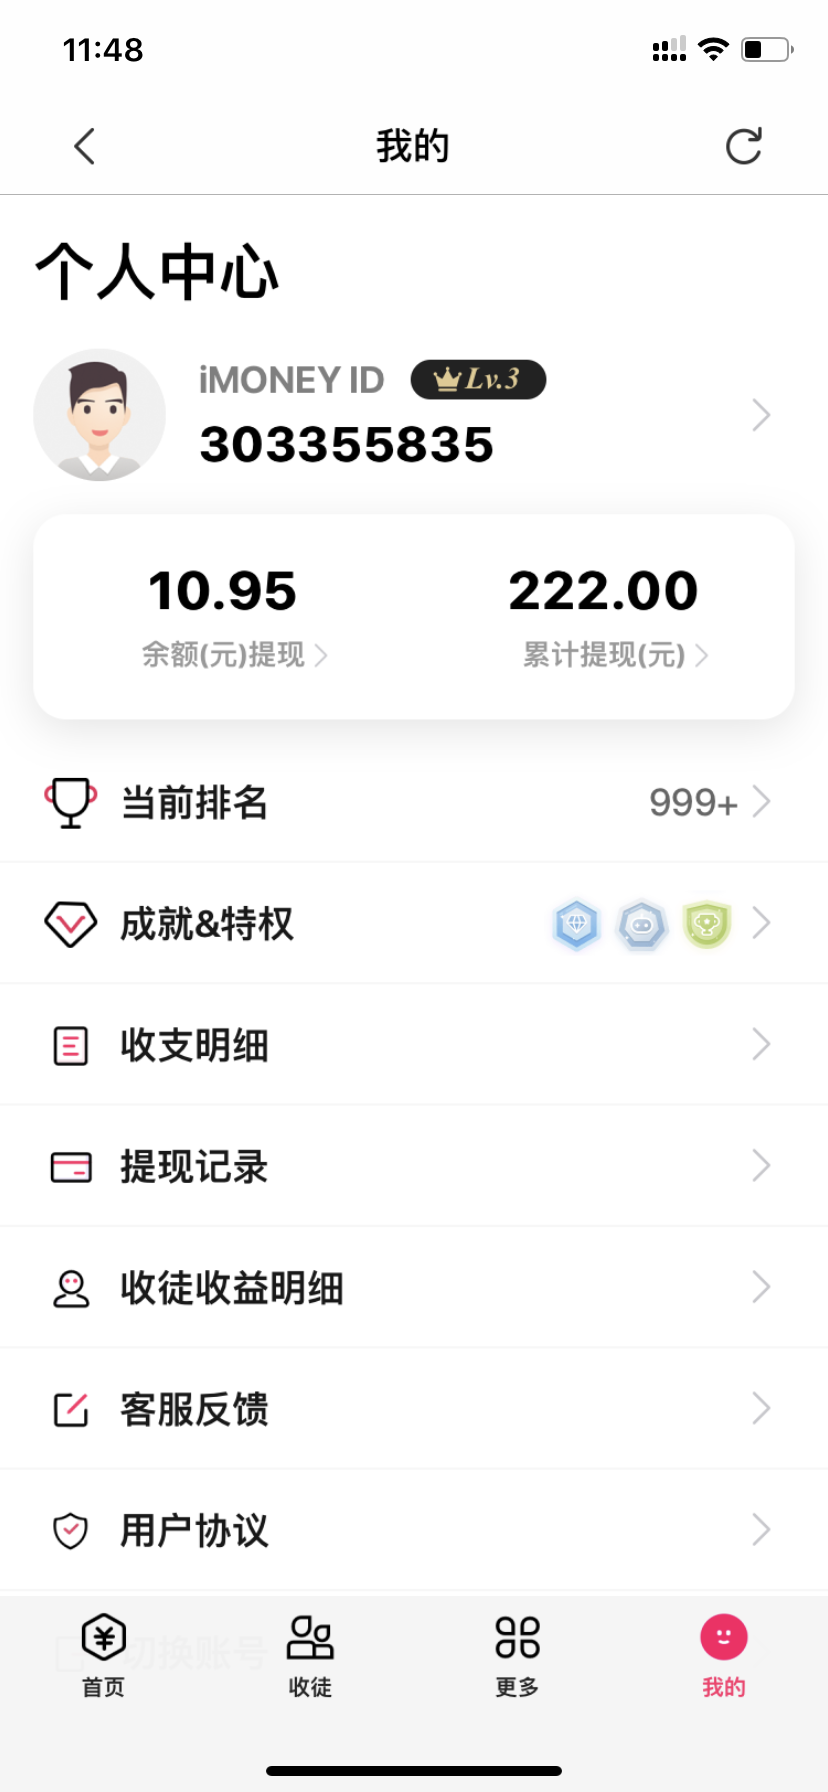 11:48
我的
个人中心
iMONEY ID Lv.3
303355835
10.95 222.00
余额(元)提现 累计提现(元)
当前排名 999+
成就&特权
收支明细
提现记录
收徒收益明细
客服反馈
用户协议
切换账号
首页 收徒 更多 我的